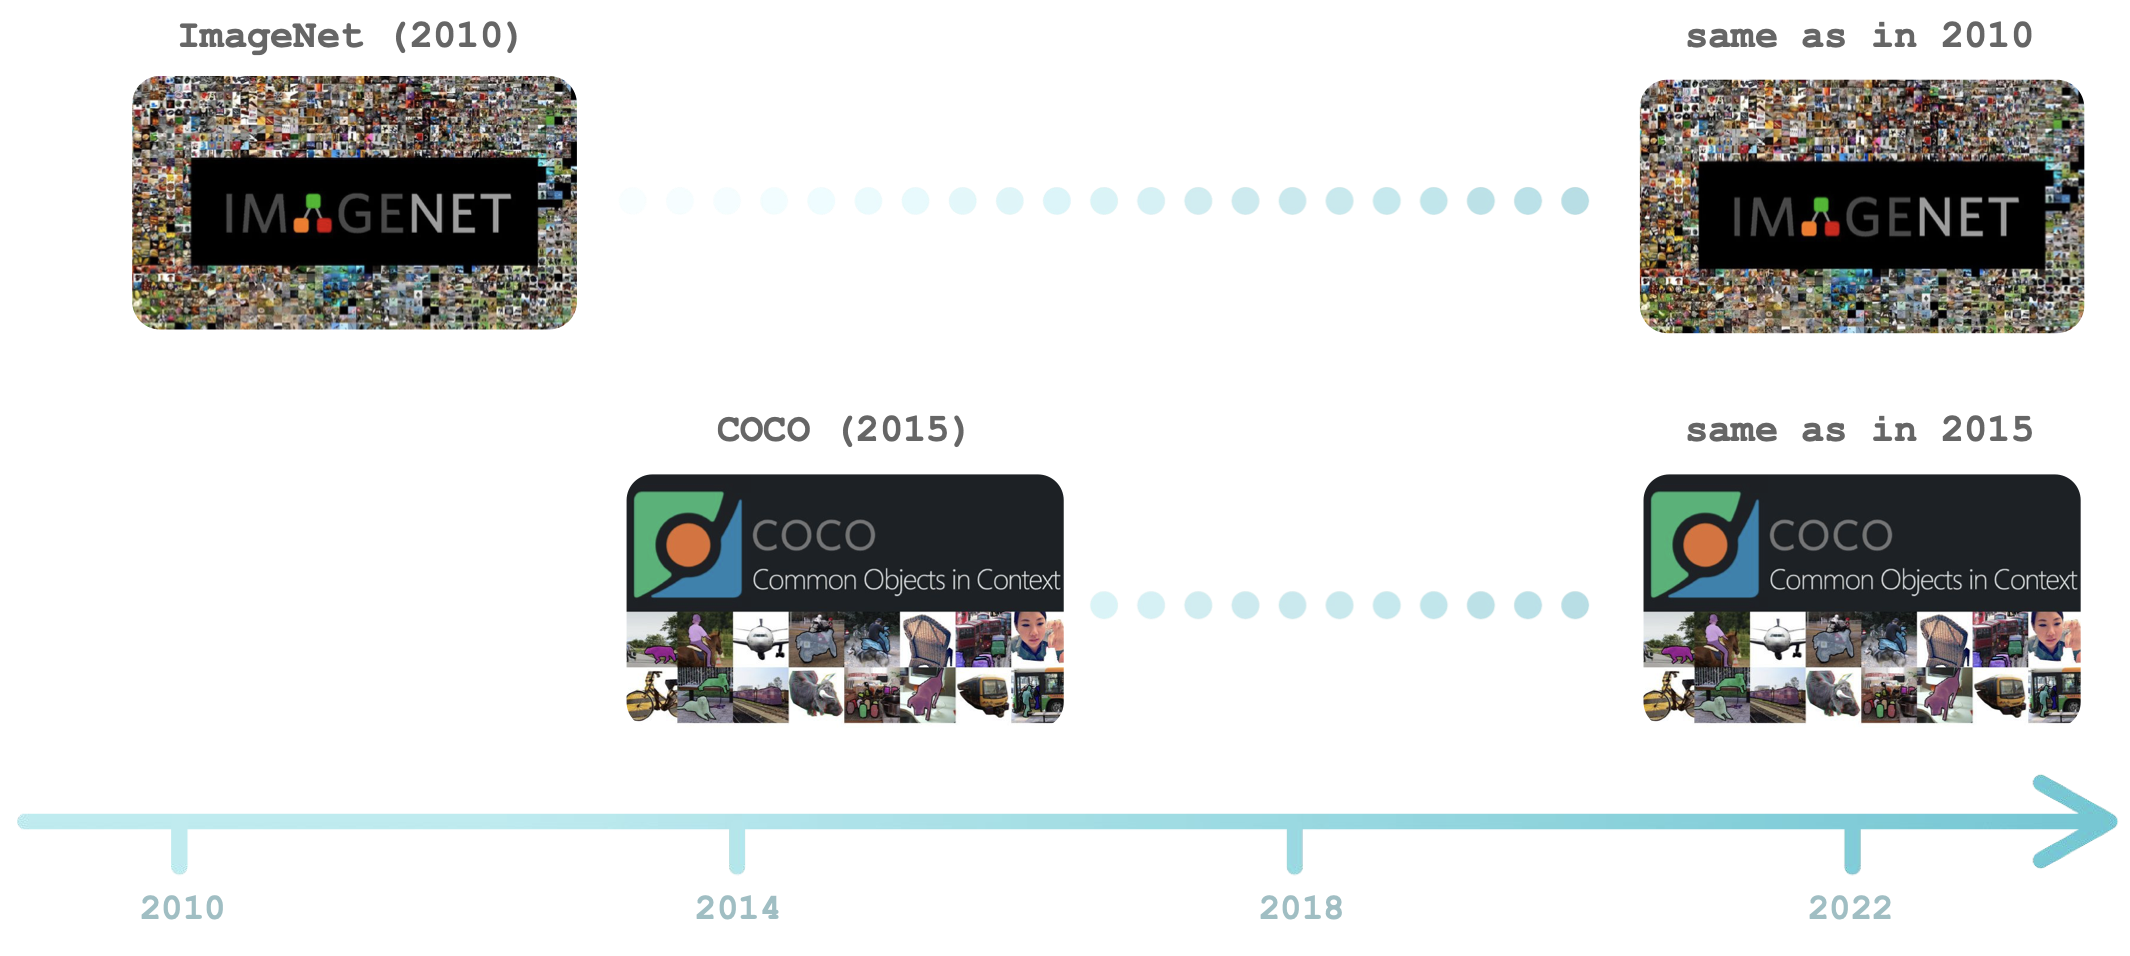 ImageNet (2010)
same as in 2010
IMAGENET
IMAGENET
COCO (2015)
same as in 2015
COCO
Common Objects in Context
COCO
Common Objects in Context
2010
2014
2018
2022